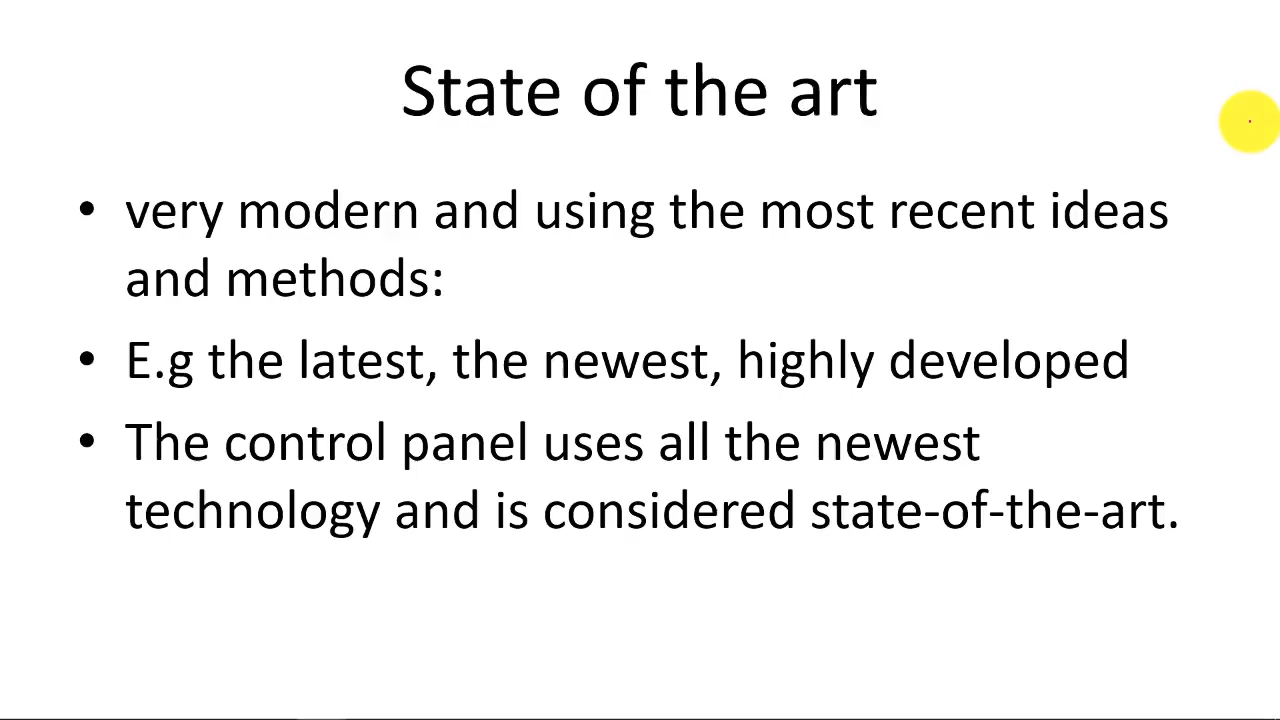 State of the art
• very modern and using the most recent ideas
and methods:
• E.g the latest, the newest, highly developed
• The control panel uses all the newest
technology and is considered state-of-the-art.